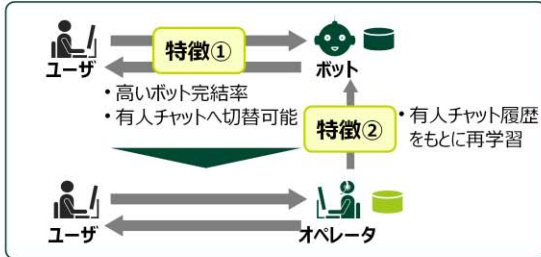 特徴①
ユーザ
ボット
・高いボット完結率
・有人チャットへ切替可能
特徴②
・有人チャット履歴
をもとに再学習
ユーザ
オペレータ